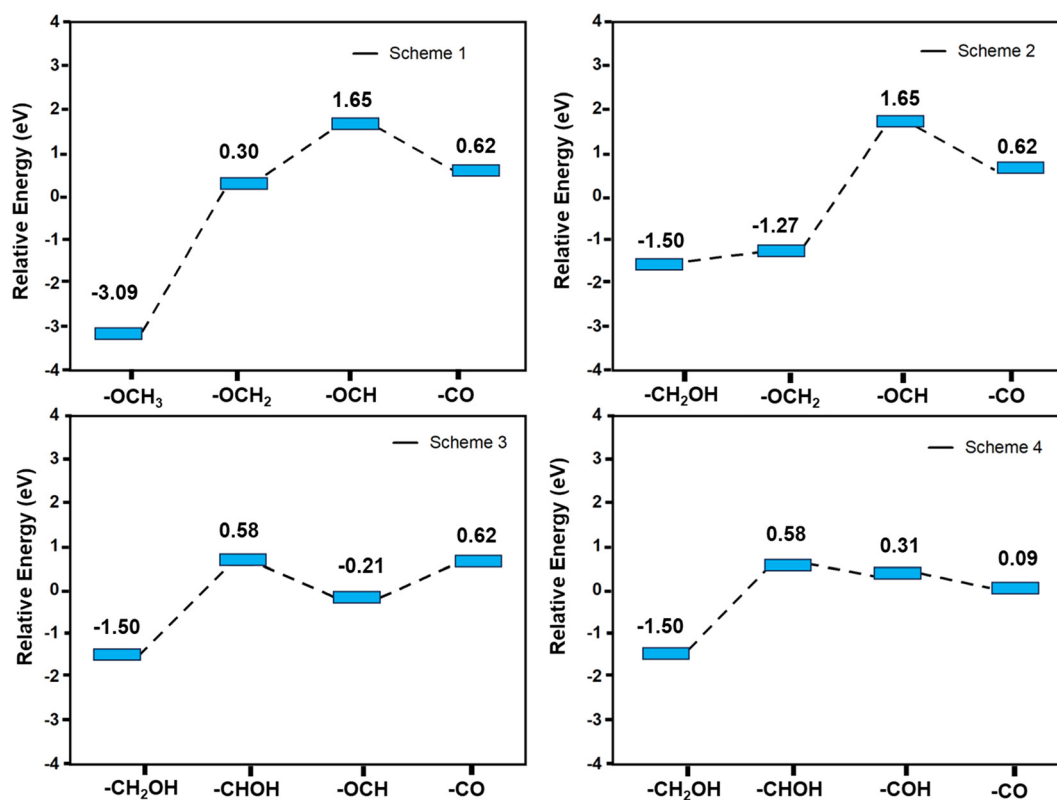 Relative Energy (eV)
4
3
2
1
0
-1
-2
-3
-4
Scheme 1
-3.09
0.30
1.65
0.62
-OCH₃
-OCH₂
-OCH
-CO
Relative Energy (eV)
4
3
2
1
0
-1
-2
-3
-4
Scheme 2
-1.50
-1.27
1.65
0.62
-CH₂OH
-OCH₂
-OCH
-CO
Relative Energy (eV)
4
3
2
1
0
-1
-2
-3
-4
Scheme 3
-1.50
0.58
-0.21
0.62
-CH₂OH
-CHOH
-OCH
-CO
Relative Energy (eV)
4
3
2
1
0
-1
-2
-3
-4
Scheme 4
-1.50
0.58
0.31
0.09
-CH₂OH
-CHOH
-COH
-CO